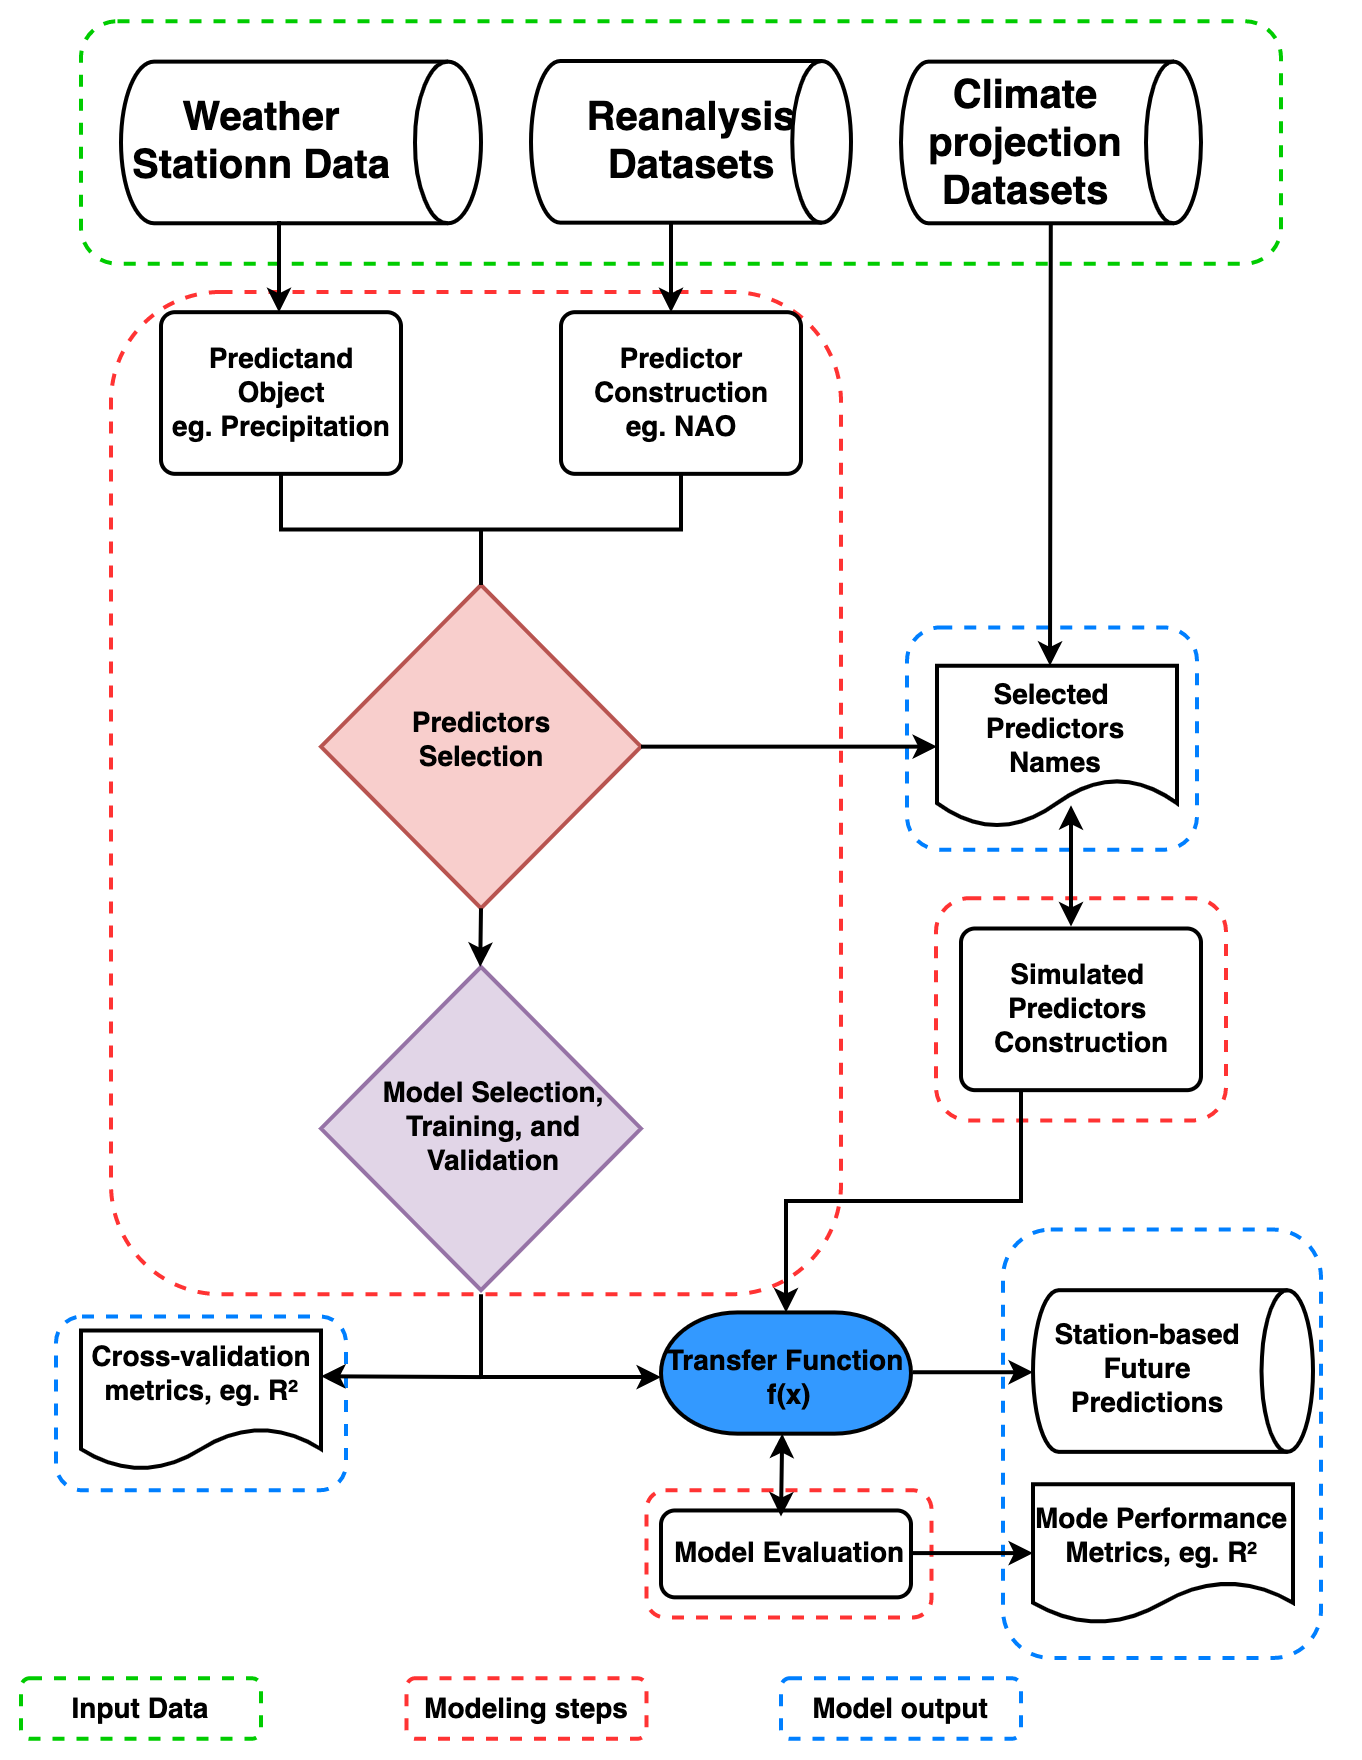 Weather
Stationn Data
Reanalysis
Datasets
Climate
projection
Datasets
Predictand
Object
eg. Precipitation
Predictor
Construction
eg. NAO
Predictors
Selection
Selected
Predictors
Names
Simulated
Predictors
Construction
Model Selection,
Training, and
Validation
Cross-validation
metrics, eg. R²
Transfer Function
f(x)
Station-based
Future
Predictions
Model Evaluation
Mode Performance
Metrics, eg. R²
Input Data
Modeling steps
Model output